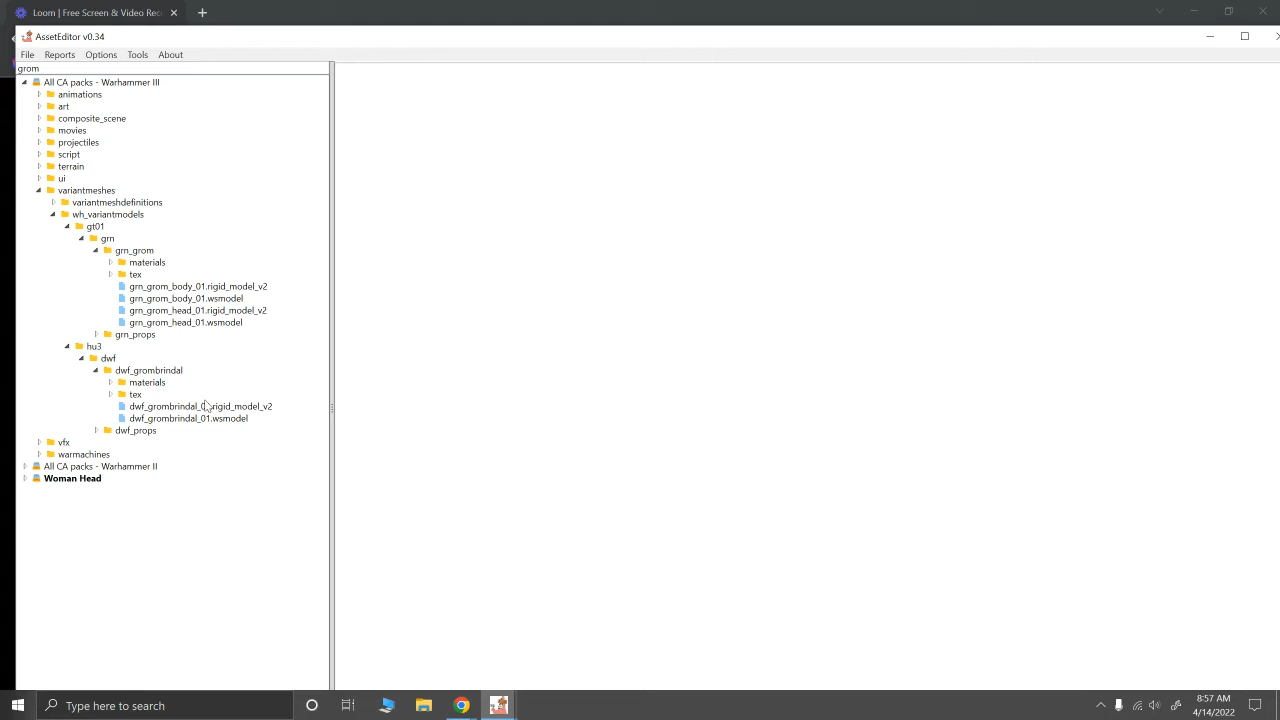 Loom | Free Screen & Video Rec
AssetEditor v0.34
File Reports Options Tools About
grom
All CA packs - Warhammer III
animations
art
composite_scene
movies
projectiles
script
terrain
ui
variantmeshes
variantmeshdefinitions
wh_variantmodels
gt01
grn
grn_grom
materials
tex
grn_grom_body_01.rigid_model_v2
grn_grom_body_01.wsmodel
grn_grom_head_01.rigid_model_v2
grn_grom_head_01.wsmodel
grn_props
hu3
dwf
dwf_grombrindal
materials
tex
dwf_grombrindal_01.rigid_model_v2
dwf_grombrindal_01.wsmodel
dwf_props
vfx
warmachines
All CA packs - Warhammer II
Woman Head
Type here to search
8:57 AM
4/14/2022